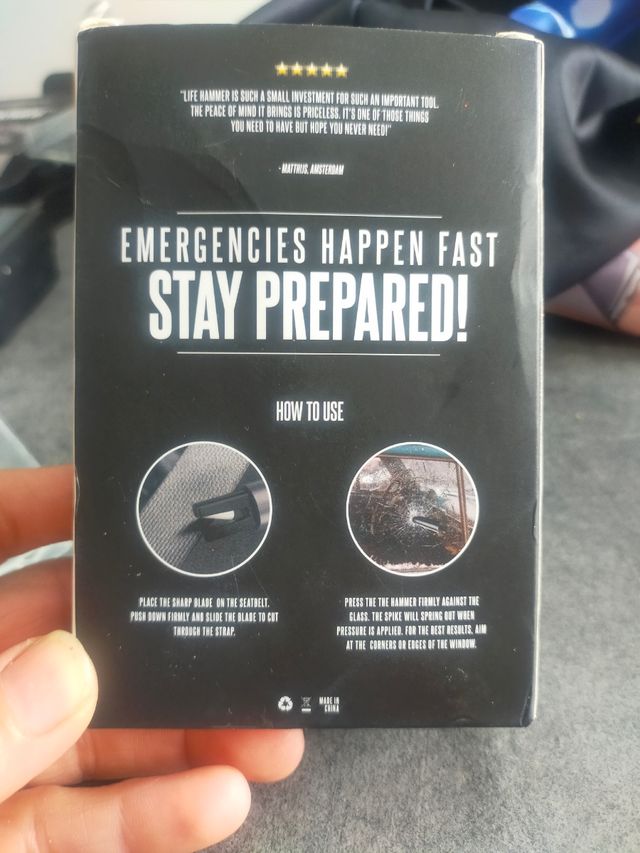 "LIFE HAMMER IS SUCH A SMALL INVESTMENT FOR SUCH AN IMPORTANT TOOL.
THE PEACE OF MIND IT BRINGS IS PRICELESS. IT'S ONE OF THOSE THINGS
YOU NEED TO HAVE BUT HOPE YOU NEVER NEED!"
-MATTHIJS, AMSTERDAM
EMERGENCIES HAPPEN FAST
STAY PREPARED!
HOW TO USE
PLACE THE SHARP BLADE ON THE SEATBELT.
PUSH DOWN FIRMLY AND SLIDE THE BLADE TO CUT
THROUGH THE STRAP.
PRESS THE THE HAMMER FIRMLY AGAINST THE
GLASS. THE SPIKE WILL SPRING OUT WHEN
PRESSURE IS APPLIED. FOR THE BEST RESULTS, AIM
AT THE CORNERS OR EDGES OF THE WINDOW.
MADE IN
CHINA